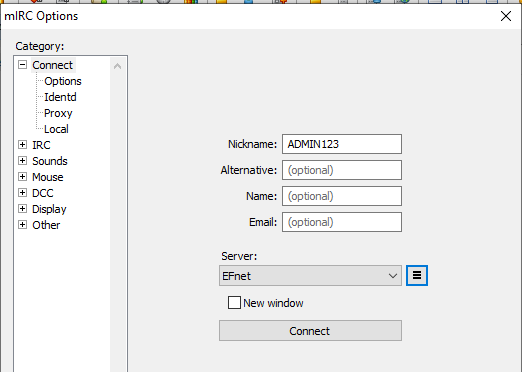 mIRC Options
Category:
Connect
Options
Identd
Proxy
Local
IRC
Sounds
Mouse
DCC
Display
Other
Nickname: ADMIN123
Alternative: (optional)
Name: (optional)
Email: (optional)
Server:
EFnet
New window
Connect